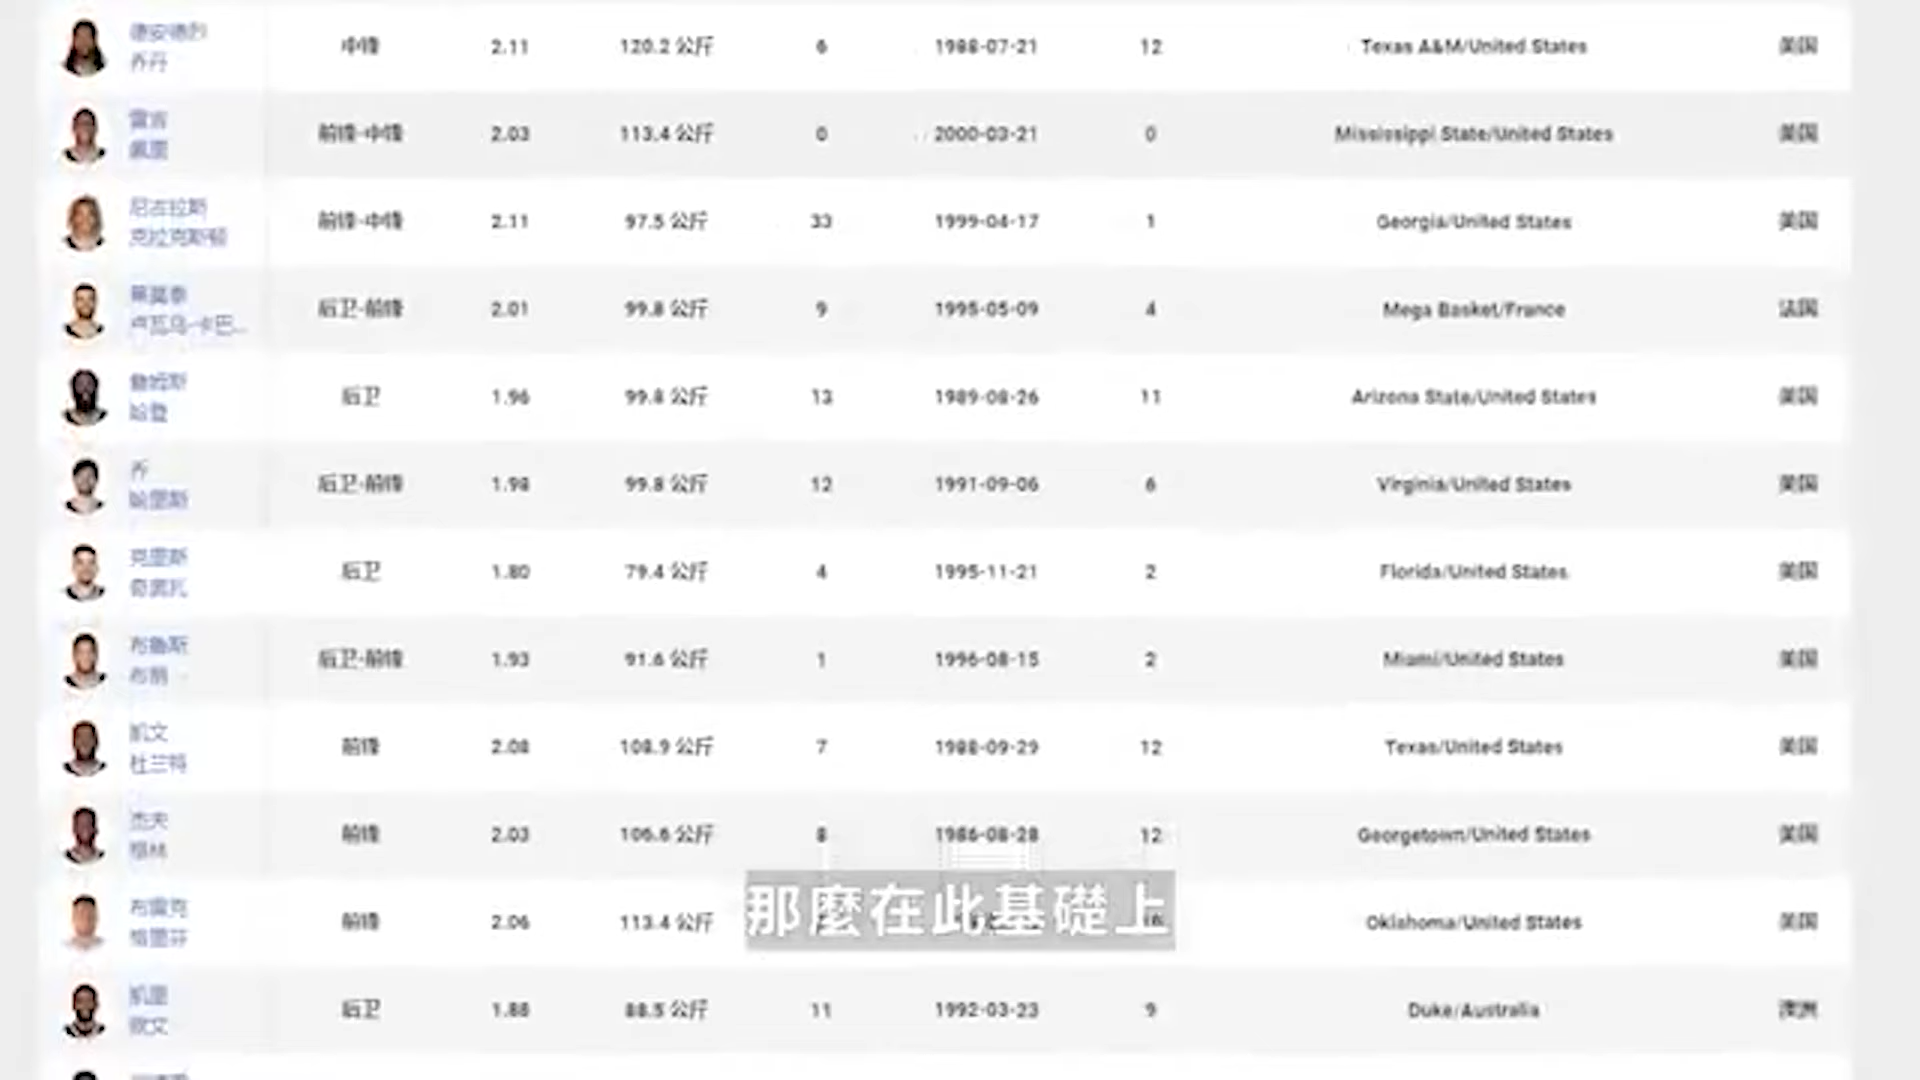 德安德烈
乔丹
中锋 2.11 120.2 公斤 6 1988-07-21 12 Texas A&M/United States 美国
雷吉
佩里
前锋-中锋 2.03 113.4 公斤 0 2000-03-21 0 Mississippi State/United States 美国
尼古拉斯
克拉克斯顿
前锋-中锋 2.11 97.5 公斤 33 1999-04-17 1 Georgia/United States 美国
蒂莫泰
卢瓦乌-卡巴...
后卫-前锋 2.01 99.8 公斤 9 1995-05-09 4 Mega Basket/France 法国
詹姆斯
哈登
后卫 1.96 99.8 公斤 13 1989-08-26 11 Arizona State/United States 美国
乔
哈里斯
后卫-前锋 1.98 99.8 公斤 12 1991-09-06 6 Virginia/United States 美国
克里斯
奇奥扎
后卫 1.80 79.4 公斤 4 1995-11-21 2 Florida/United States 美国
布鲁斯
布朗
后卫-前锋 1.93 91.6 公斤 1 1996-08-15 2 Miami/United States 美国
凯文
杜兰特
前锋 2.08 108.9 公斤 7 1988-09-29 12 Texas/United States 美国
杰夫
格林
前锋 2.03 106.6 公斤 8 1986-08-28 12 Georgetown/United States 美国
布雷克
格里芬
前锋 2.06 113.4 公斤 Oklahoma/United States 美国
那麼在此基礎上
凯里
欧文
后卫 1.88 88.5 公斤 11 1992-03-23 9 Duke/Australia 澳洲